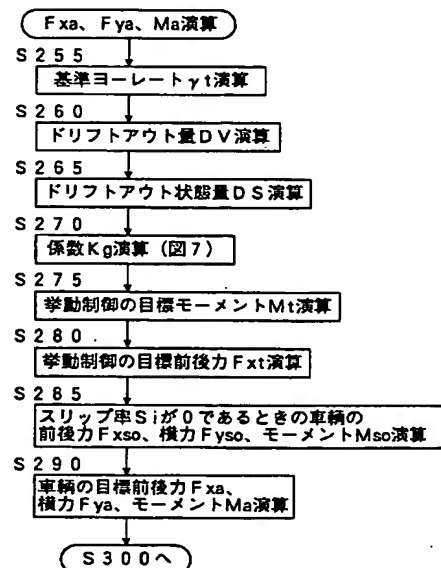 Fxa、Fya、Ma演算
S255
基準ヨーレートγt演算
S260
ドリフトアウト量DV演算
S265
ドリフトアウト状態量DS演算
S270
係数Kg演算(図7)
S275
挙動制御の目標モーメントMt演算
S280
挙動制御の目標前後力Fxt演算
S285
スリップ率Siが0であるときの車輌の
前後力Fxso、横力Fyso、モーメントMso演算
S290
車輌の目標前後力Fxa、
横力Fya、モーメントMa演算
S300へ